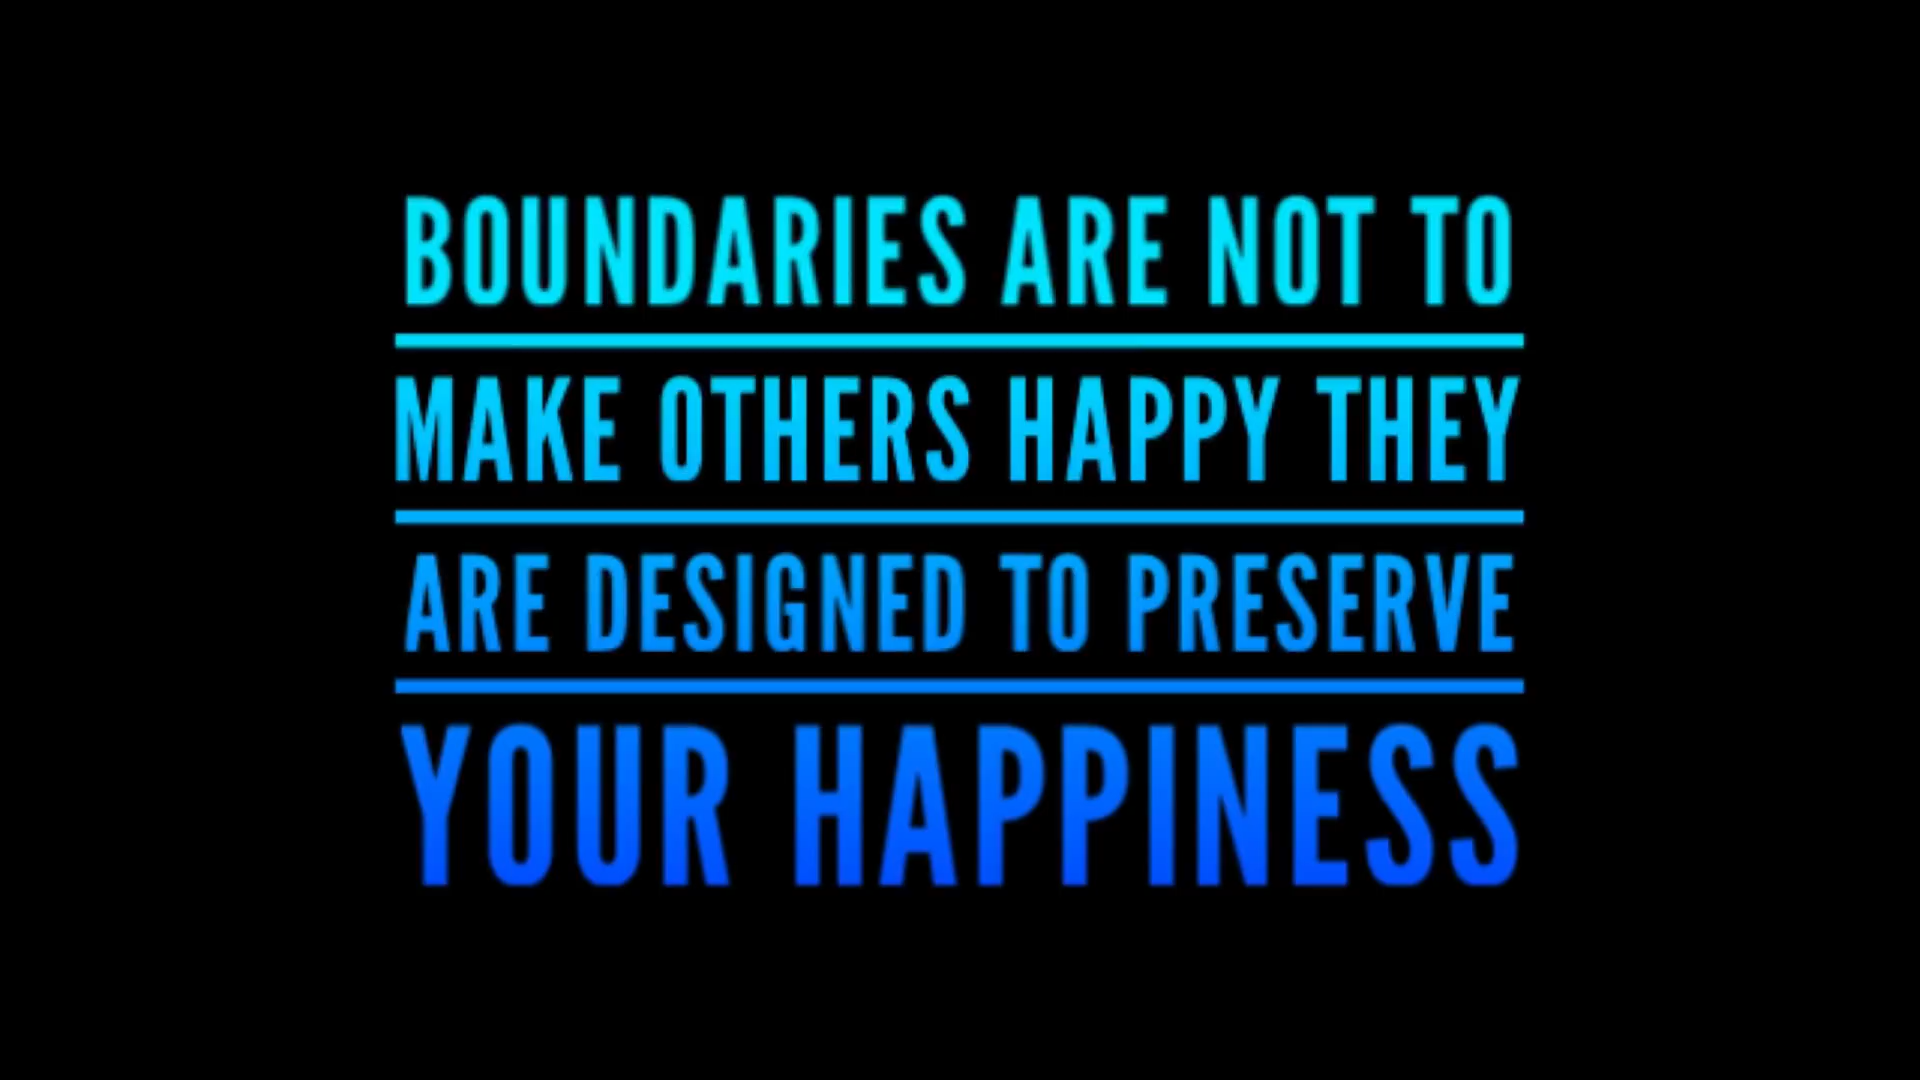 BOUNDARIES ARE NOT TO
MAKE OTHERS HAPPY THEY
ARE DESIGNED TO PRESERVE
YOUR HAPPINESS